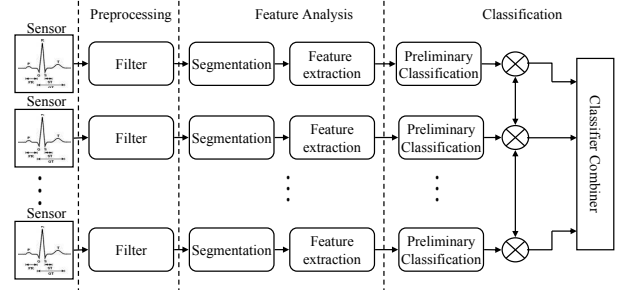 Preprocessing Feature Analysis Classification
Sensor
Filter Segmentation Feature extraction Preliminary Classification
Sensor
Filter Segmentation Feature extraction Preliminary Classification
Sensor
Filter Segmentation Feature extraction Preliminary Classification
Classifier Combiner